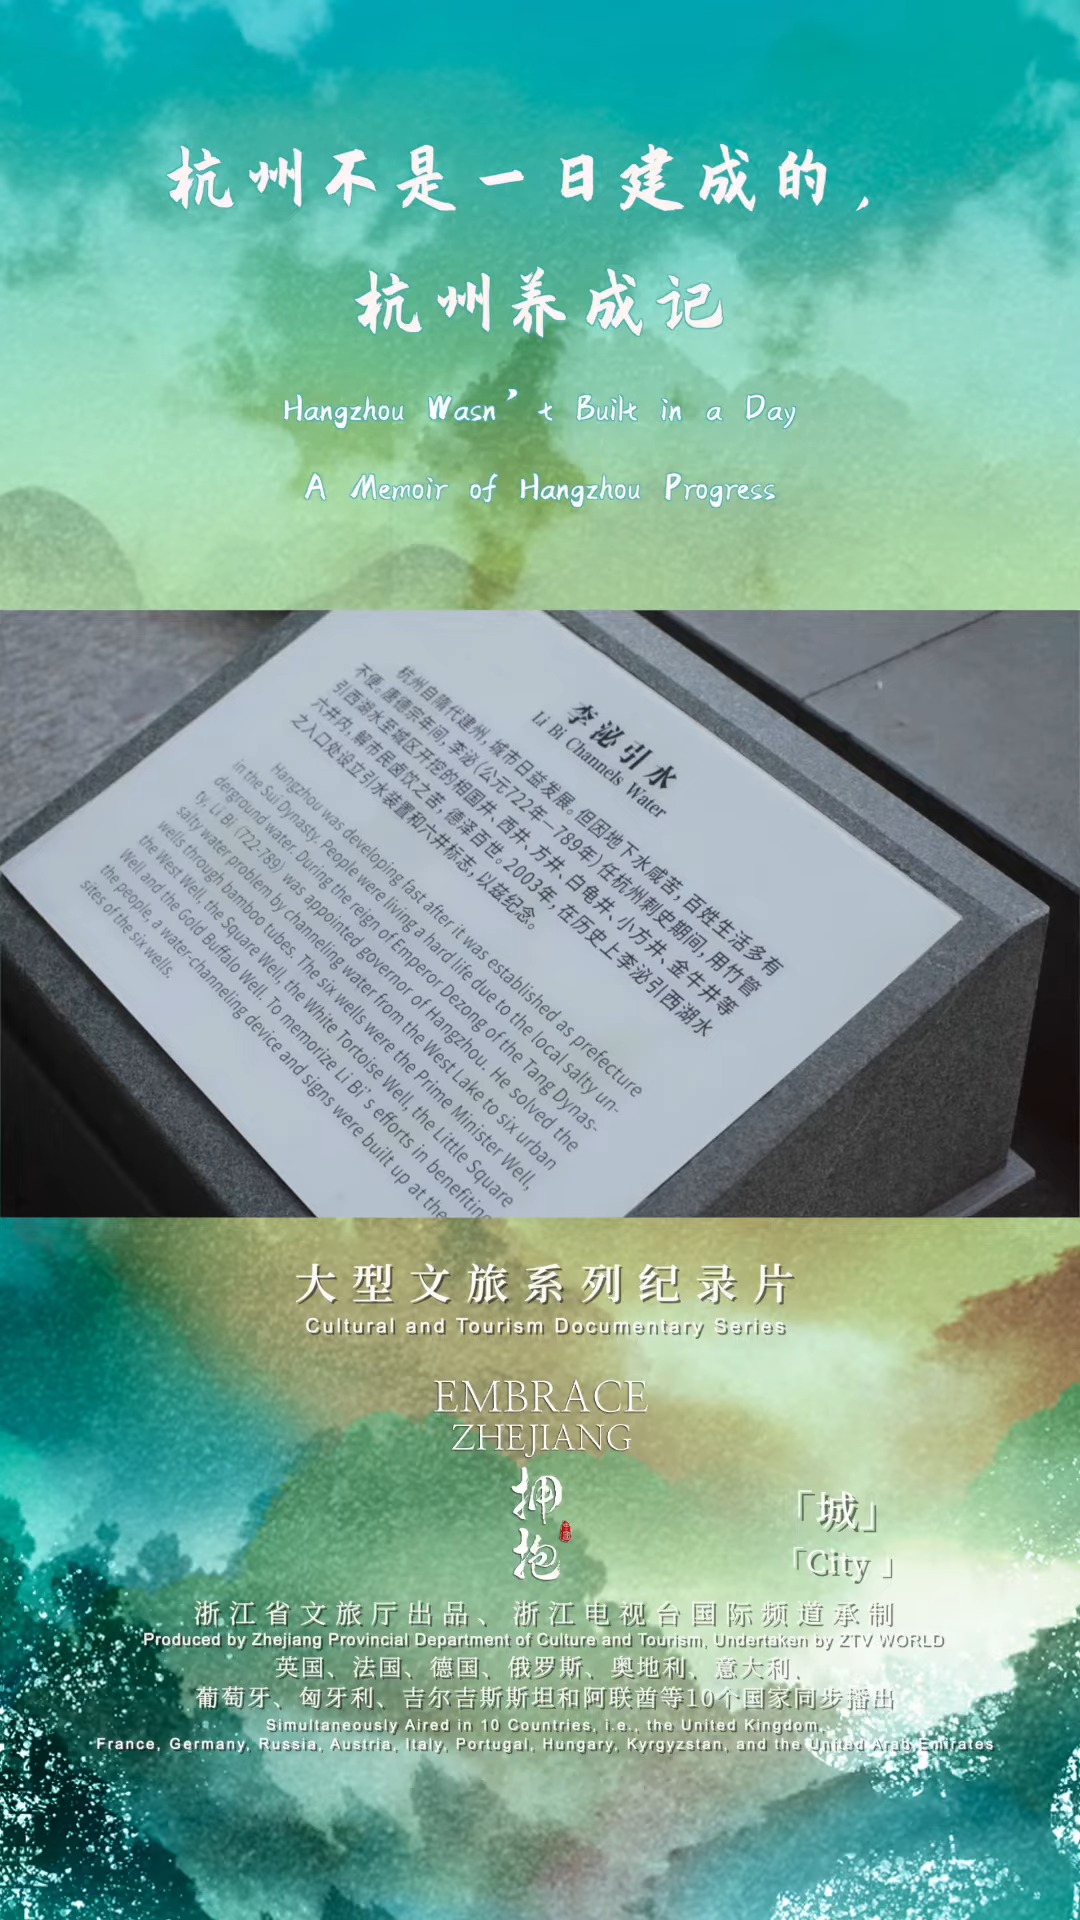 杭州不是一日建成的，
杭州养成记
Hangzhou Wasn't Built in a Day
A Memoir of Hangzhou Progress
李泌引水
Li Bi Channels Water
杭州自隋代建州，城市日益发展。但因地下水咸苦，百姓生活多有
不便。唐德宗年间，李泌（公元722年－789年）任杭州刺史期间，用竹管
引西湖水至城区开挖的相国井、西井、方井、白龟井、小方井、金牛井等
六井内，解市民卤饮之苦，德泽百世。2003年，在历史上李泌引西湖水
之入口处设立引水装置和六井标志，以兹纪念。
Hangzhou was developing fast after it was established as prefecture
in the Sui Dynasty. People were living a hard life due to the local salty un-
derground water. During the reign of Emperor Dezong of the Tang Dynas-
ty, Li Bi (722-789) was appointed governor of Hangzhou. He solved the
salty water problem by channeling water from the West Lake to six urban
wells through bamboo tubes. The six wells were the Prime Minister Well,
the West Well, the Square Well, the White Tortoise Well, the Little Square
Well and the Gold Buffalo Well. To memorize Li Bi's efforts in benefiting
the people, a water-channeling device and signs were built up at the
sites of the six wells.
大型文旅系列纪录片
Cultural and Tourism Documentary Series
EMBRACE
ZHEJIANG
拥
抱
「城」
「City」
浙江省文旅厅出品、浙江电视台国际频道承制
Produced by Zhejiang Provincial Department of Culture and Tourism, Undertaken by ZTV WORLD
英国、法国、德国、俄罗斯、奥地利、意大利、
葡萄牙、匈牙利、吉尔吉斯斯坦和阿联酋等10个国家同步播出
Simultaneously Aired in 10 Countries, i.e., the United Kingdom,
France, Germany, Russia, Austria, Italy, Portugal, Hungary, Kyrgyzstan, and the United Arab Emirates